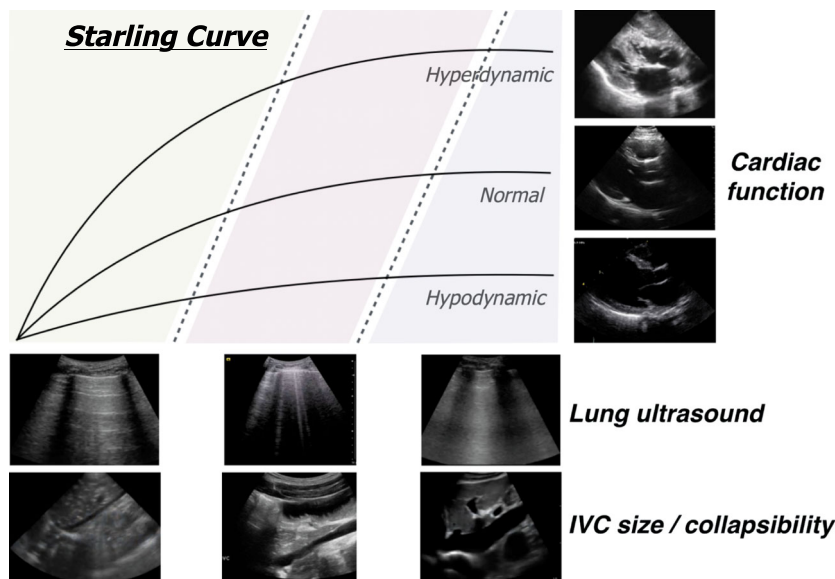 Starling Curve
Hyperdynamic
Normal
Hypodynamic
Cardiac
function
Lung ultrasound
IVC size / collapsibility